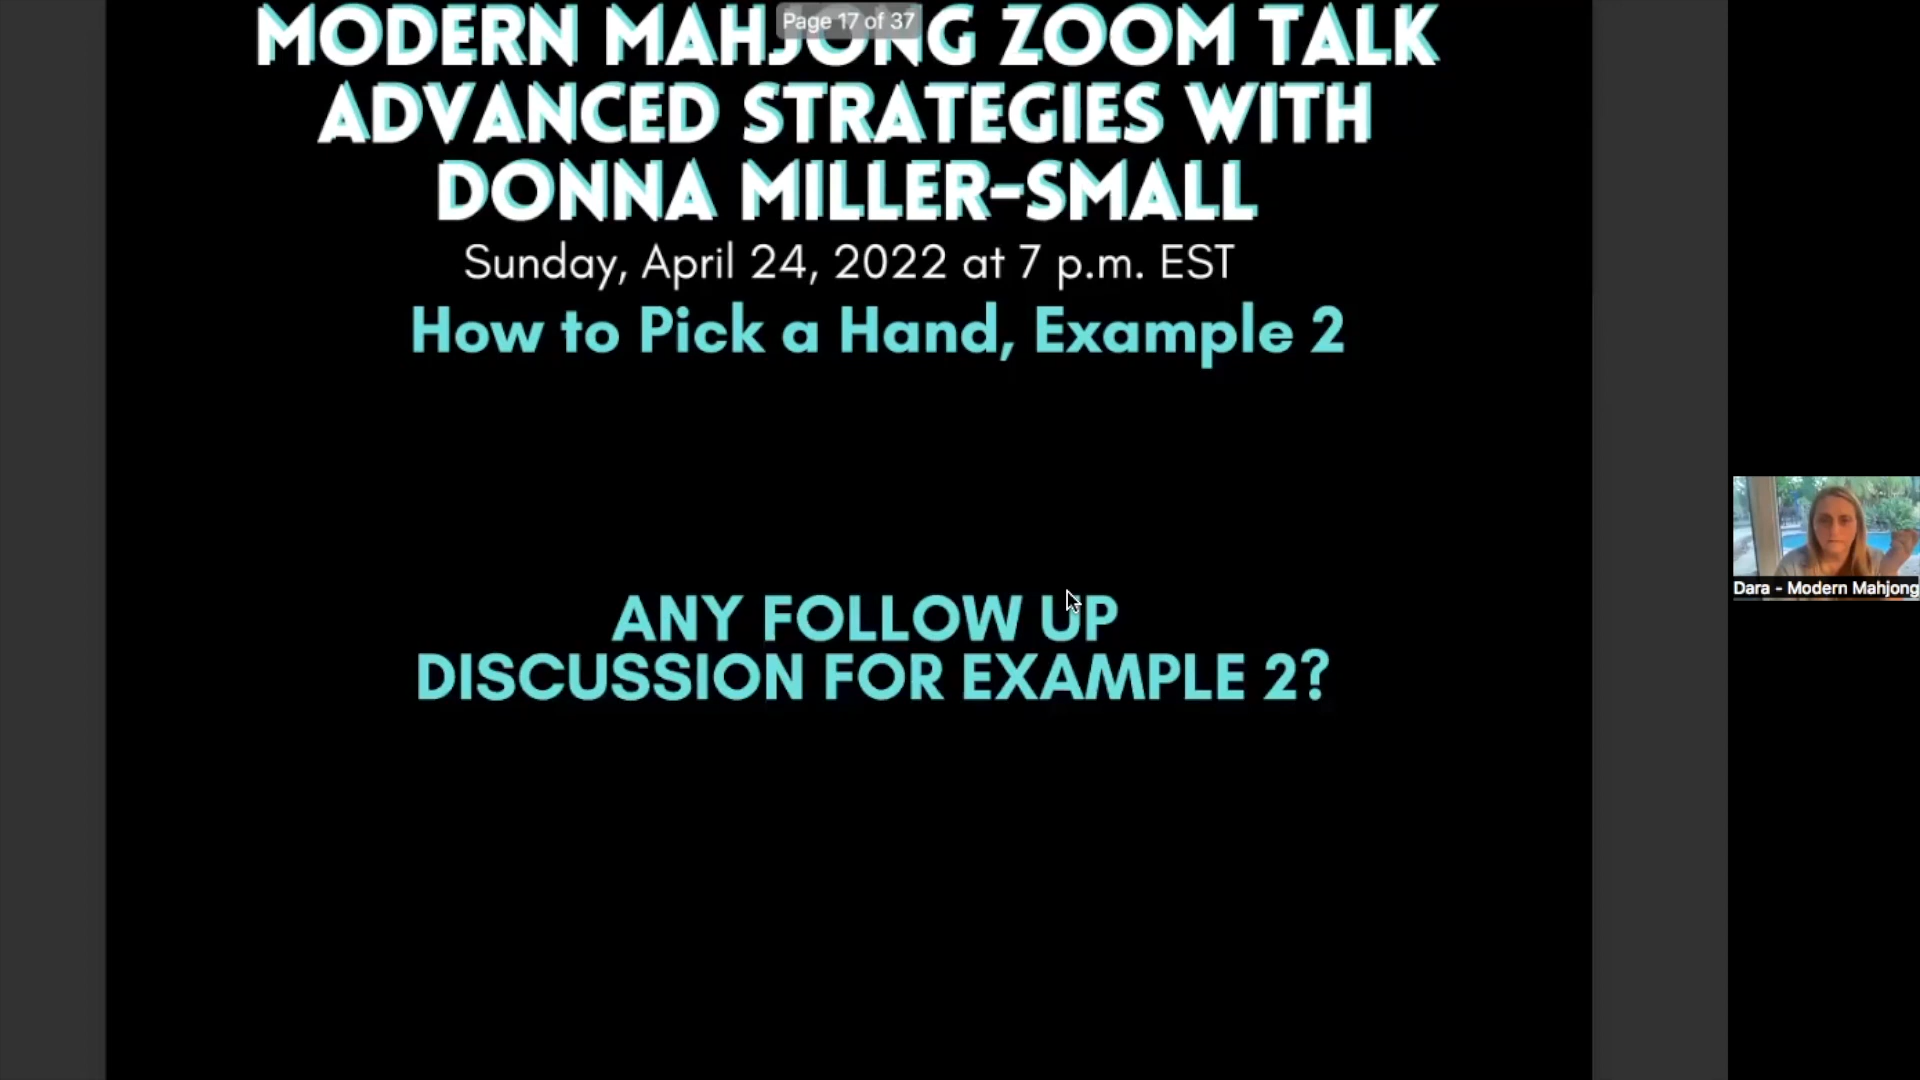 Page 17 of 37
MODERN MAHJONG ZOOM TALK
ADVANCED STRATEGIES WITH
DONNA MILLER-SMALL
Sunday, April 24, 2022 at 7 p.m. EST
How to Pick a Hand, Example 2
ANY FOLLOW UP
DISCUSSION FOR EXAMPLE 2?
Dara - Modern Mahjong